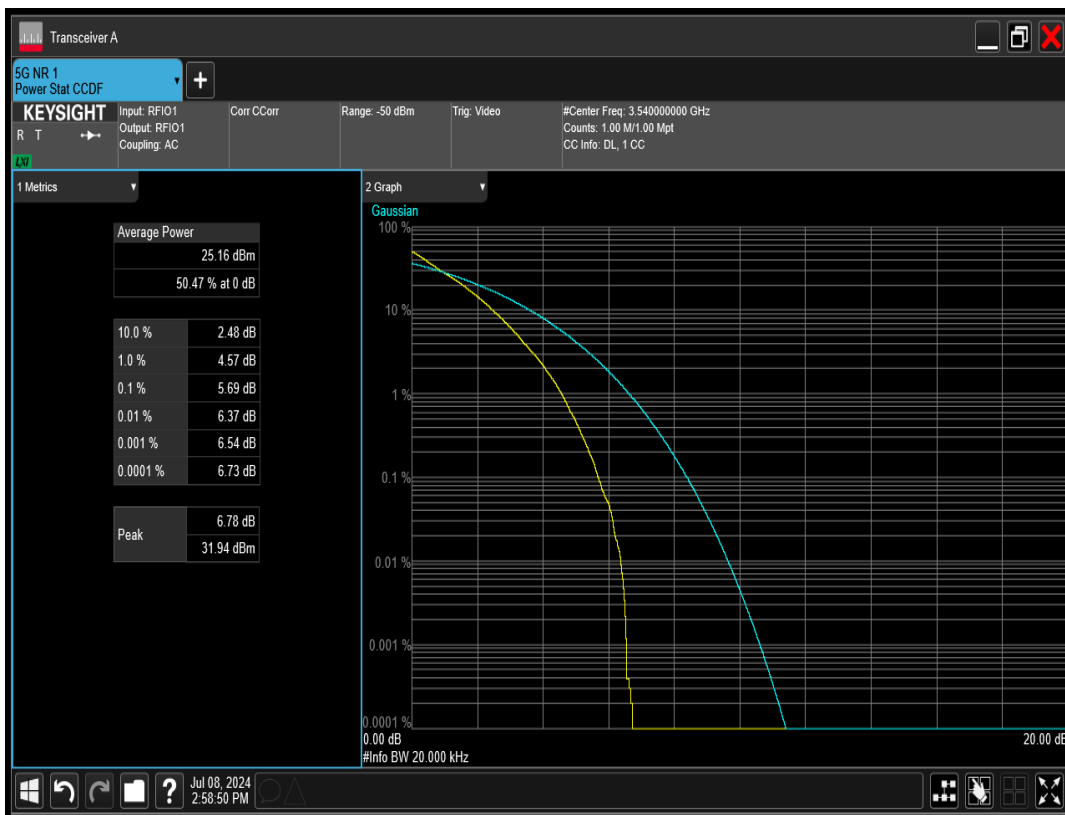 Transceiver A
5G NR 1
Power Stat CCDF
+
KEYSIGHT
R T
LXI
Input: RFIO1
Output: RFIO1
Coupling: AC
Corr CCorr
Range: -50 dBm
Trig: Video
#Center Freq: 3.540000000 GHz
Counts: 1.00 M/1.00 Mpt
CC Info: DL, 1 CC
1 Metrics
Average Power
25.16 dBm
50.47 % at 0 dB
10.0 % 2.48 dB
1.0 % 4.57 dB
0.1 % 5.69 dB
0.01 % 6.37 dB
0.001 % 6.54 dB
0.0001 % 6.73 dB
Peak
6.78 dB
31.94 dBm
2 Graph
Gaussian
100 %
10 %
1 %
0.1 %
0.01 %
0.001 %
0.0001 %
0.00 dB
20.00 dB
#Info BW 20.000 kHz
?
Jul 08, 2024
2:58:50 PM